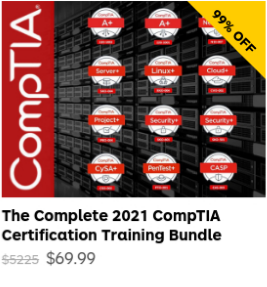 CompTIA®
99% OFF
A+
A+
Server+
Linux+
Cloud+
Project+
Security+
Security+
CySA+
PenTest+
CASP
The Complete 2021 CompTIA
Certification Training Bundle
$5225 $69.99